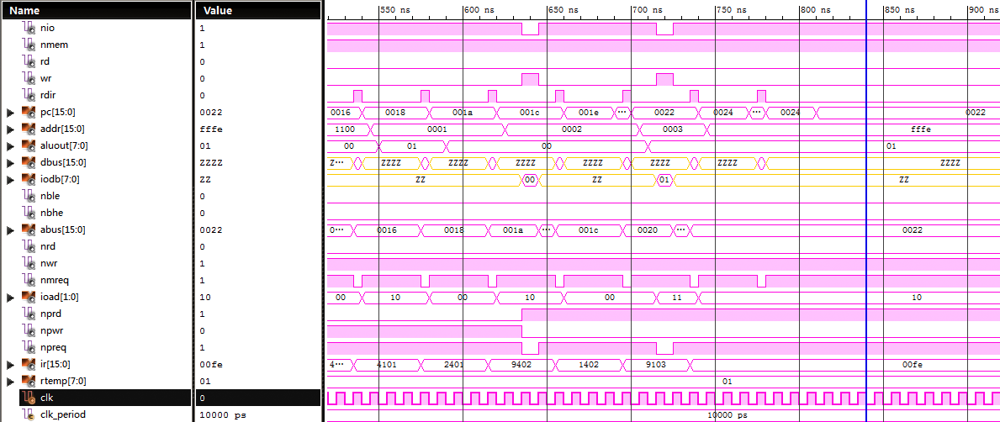 Name Value 550 ns 600 ns 650 ns 700 ns 750 ns 800 ns 850 ns 900 ns
nio 1
nmem 1
rd 0
wr 0
rdir 0
pc[15:0] 0022 0016 0018 001a 001c 001e ... 0022 0024 ... 0024 0022
addr[15:0] fffe 1100 0001 0002 0003 fffe
aluout[7:0] 01 00 01 00 01
dbus[15:0] ZZZZ Z... ZZZZ ZZZZ ZZZZ ZZZZ ZZZZ ZZZZ ZZZZ
iodb[7:0] ZZ ZZ 00 ZZ 01 ZZ
nble 0
nbhe 0
abus[15:0] 0022 0... 0016 0018 001a ... 001c 0020 ... 0022
nrd 0
nwr 1
nmreq 1
ioad[1:0] 10 00 10 00 10 00 11 10
nprd 1
npwr 0
npreq 1
ir[15:0] 00fe 4... 4101 2401 9402 1402 9103 00fe
rtemp[7:0] 01 01
clk 0
clk_period 10000 ps 10000 ps